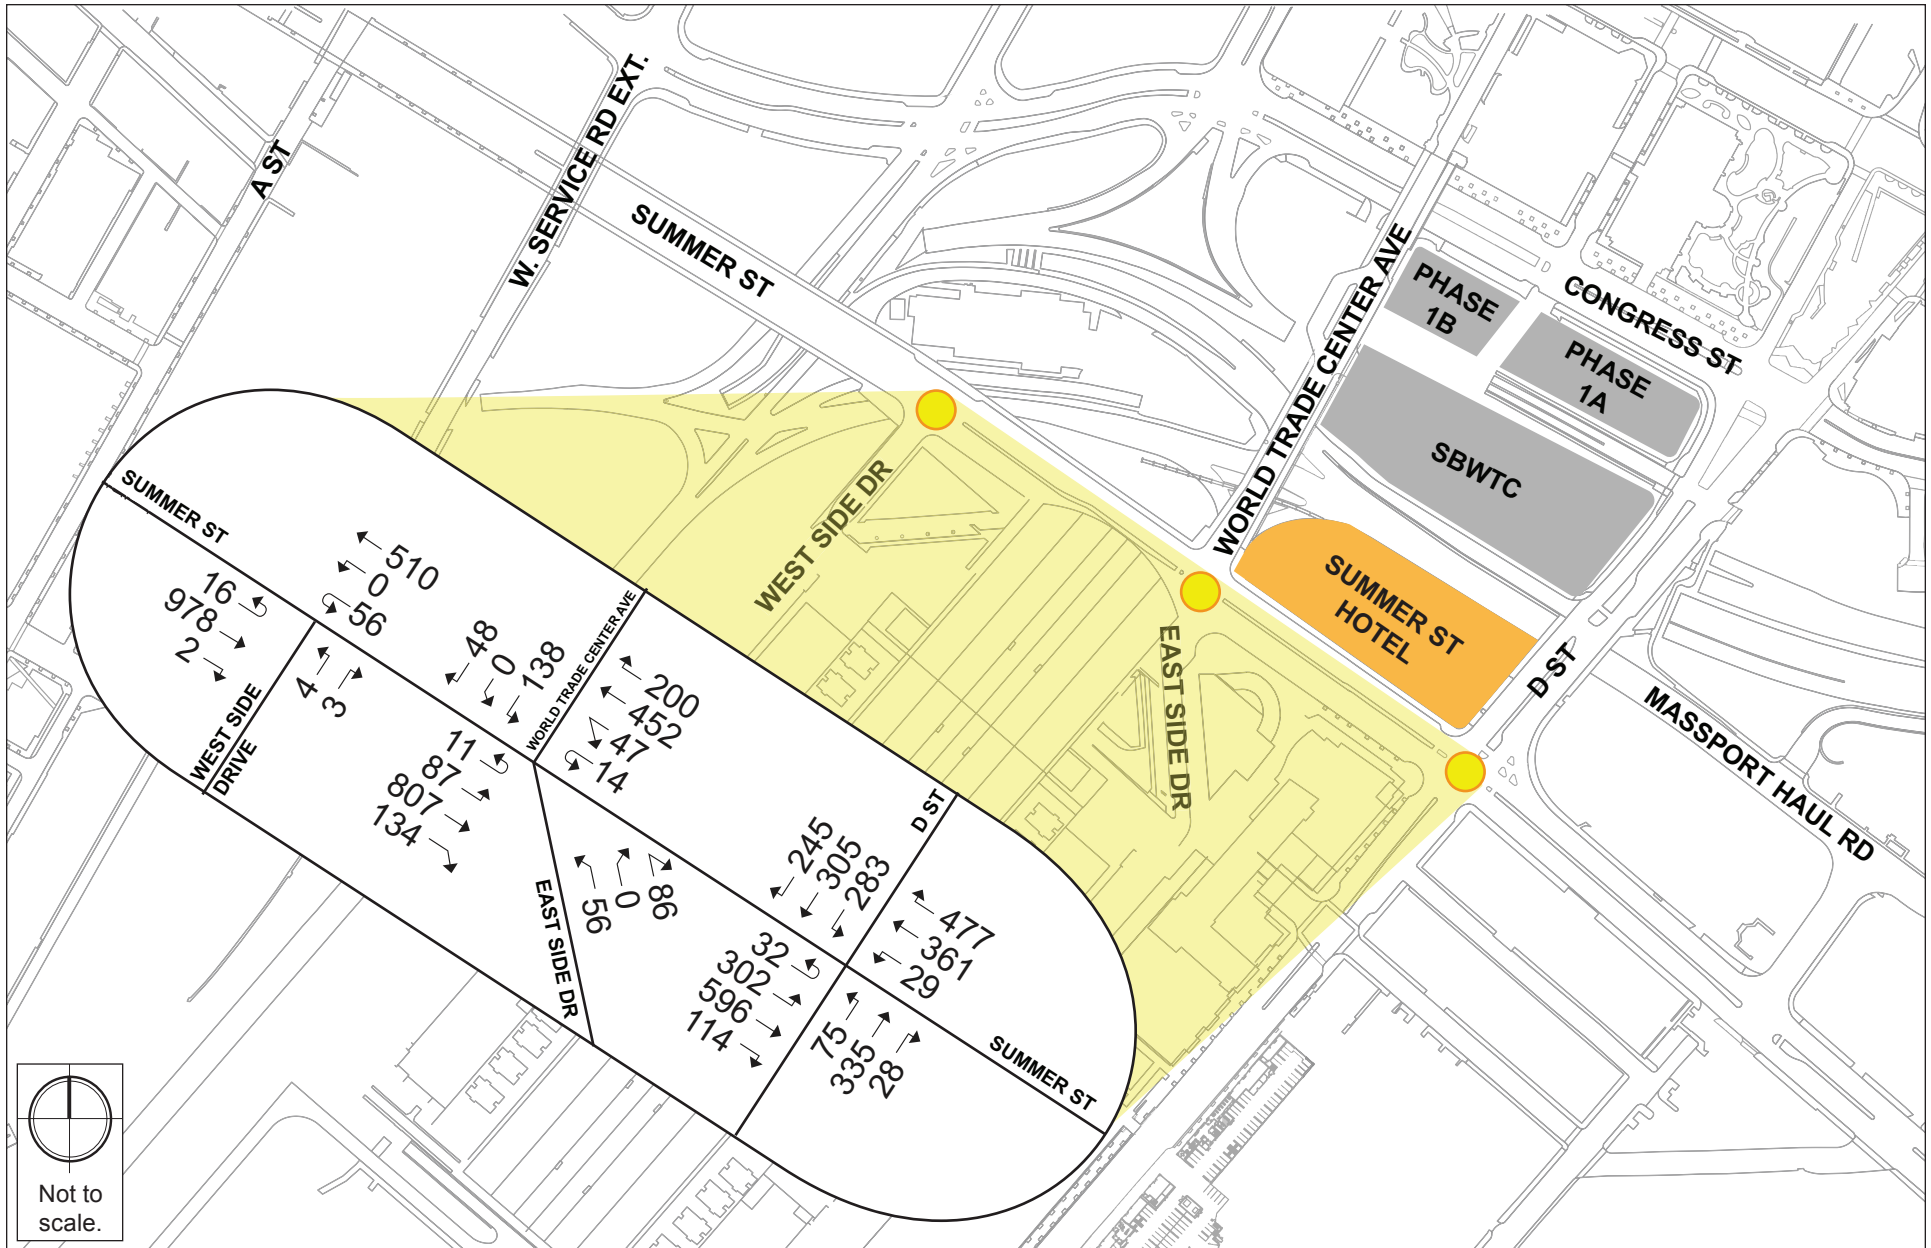 A ST
W. SERVICE RD EXT.
SUMMER ST
WORLD TRADE CENTER AVE
PHASE
1B
CONGRESS ST
PHASE
1A
SBWTC
SUMMER ST
HOTEL
D ST
MASSPORT HAUL RD
WEST SIDE DR
EAST SIDE DR
SUMMER ST
510
0
56
16
978
2
WEST SIDE
DRIVE
4
3
48
0
138
WORLD TRADE CENTER AVE
200
452
47
14
11
87
807
134
EAST SIDE DR
56
0
86
245
305
283
D ST
477
361
29
32
302
596
114
75
335
28
SUMMER ST
Not to
scale.